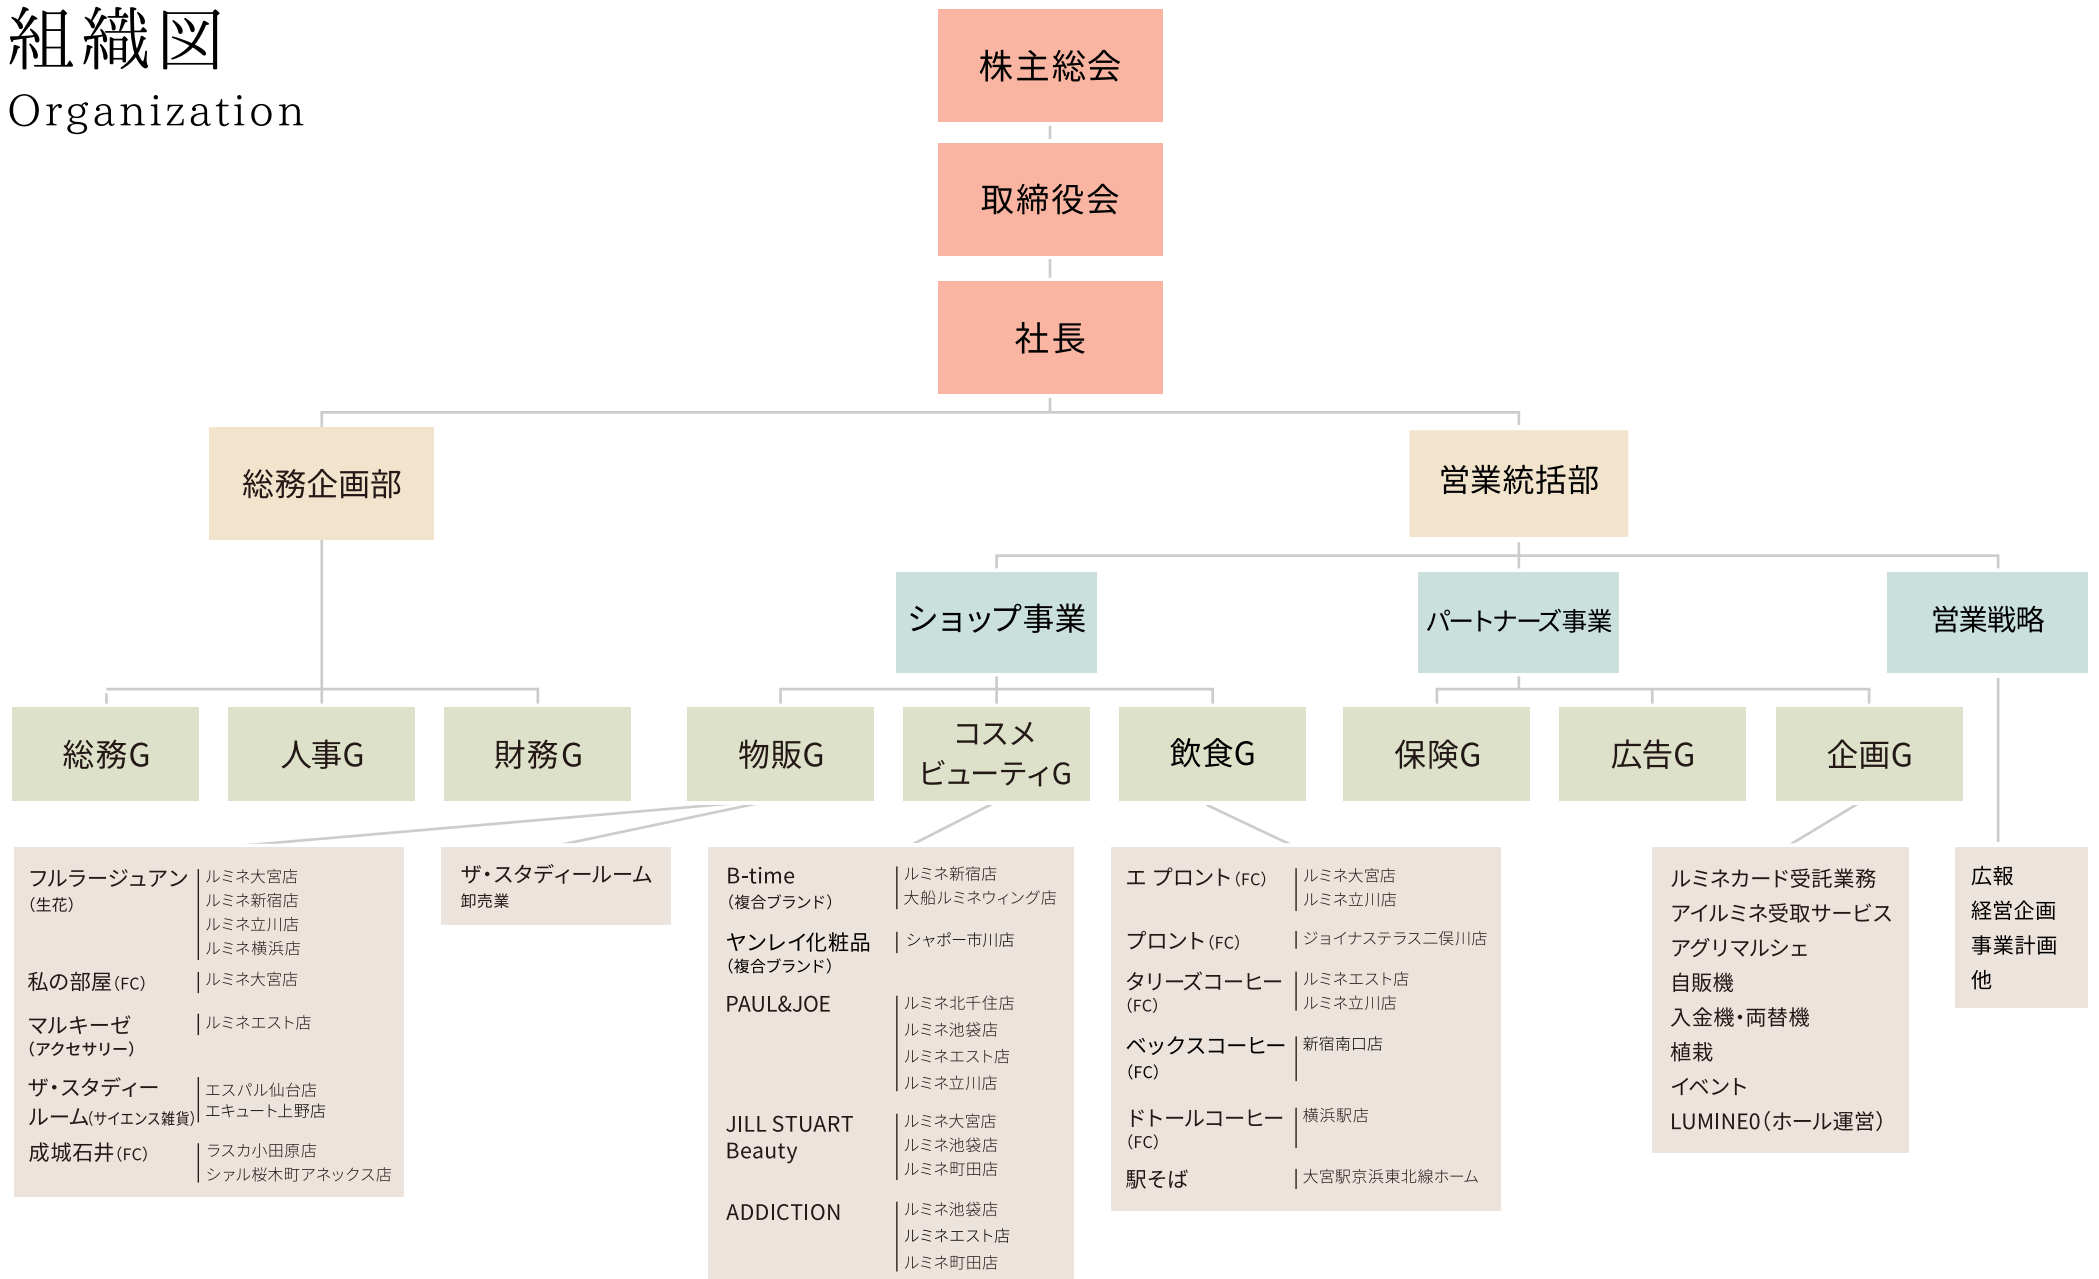 組織図
Organization
株主総会
取締役会
社長
総務企画部
営業統括部
ショップ事業
パートナーズ事業
営業戦略
総務G
人事G
財務G
物販G
コスメ
ビューティG
飲食G
保険G
広告G
企画G
フルラージュアン
（生花）
ルミネ大宮店
ルミネ新宿店
ルミネ立川店
ルミネ横浜店
私の部屋（FC）
ルミネ大宮店
マルキーゼ
（アクセサリー）
ルミネエスト店
ザ・スタディー
ルーム（サイエンス雑貨）
エスパル仙台店
エキュート上野店
成城石井（FC）
ラスカ小田原店
シァル桜木町アネックス店
ザ・スタディールーム
卸売業
B-time
（複合ブランド）
ルミネ新宿店
大船ルミネウィング店
ヤンレイ化粧品
（複合ブランド）
シャポー市川店
PAUL&JOE
ルミネ北千住店
ルミネ池袋店
ルミネエスト店
ルミネ立川店
JILL STUART
Beauty
ルミネ大宮店
ルミネ池袋店
ルミネ町田店
ADDICTION
ルミネ池袋店
ルミネエスト店
ルミネ町田店
エ プロント（FC）
ルミネ大宮店
ルミネ立川店
プロント（FC）
ジョイナステラス二俣川店
タリーズコーヒー
（FC）
ルミネエスト店
ルミネ立川店
ベックスコーヒー
（FC）
新宿南口店
ドトールコーヒー
（FC）
横浜駅店
駅そば
大宮駅京浜東北線ホーム
ルミネカード受託業務
アイルミネ受取サービス
アグリマルシェ
自販機
入金機・両替機
植栽
イベント
LUMINE0（ホール運営）
広報
経営企画
事業計画
他